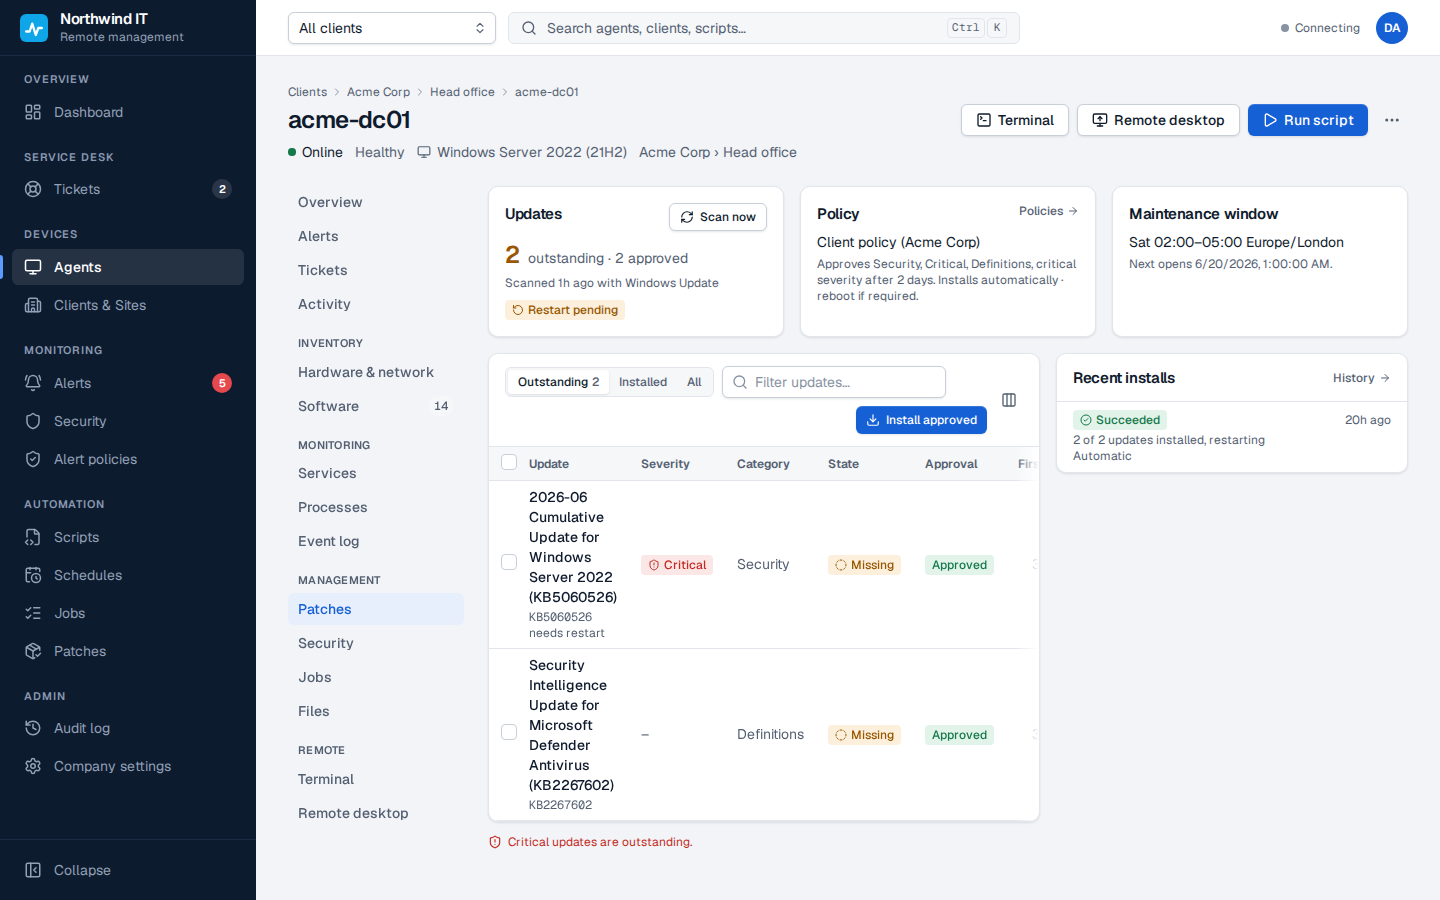 Northwind IT
Remote management
All clients
Search agents, clients, scripts...
Ctrl K
Connecting
DA
OVERVIEW
Dashboard
SERVICE DESK
Tickets 2
DEVICES
Agents
Clients & Sites
MONITORING
Alerts 5
Security
Alert policies
AUTOMATION
Scripts
Schedules
Jobs
Patches
ADMIN
Audit log
Company settings
Collapse
Clients > Acme Corp > Head office > acme-dc01
acme-dc01
Terminal
Remote desktop
Run script
Online Healthy Windows Server 2022 (21H2) Acme Corp › Head office
Overview
Alerts
Tickets
Activity
INVENTORY
Hardware & network
Software 14
MONITORING
Services
Processes
Event log
MANAGEMENT
Patches
Security
Jobs
Files
REMOTE
Terminal
Remote desktop
Updates
Scan now
2 outstanding · 2 approved
Scanned 1h ago with Windows Update
Restart pending
Policy
Policies →
Client policy (Acme Corp)
Approves Security, Critical, Definitions, critical
severity after 2 days. Installs automatically ·
reboot if required.
Maintenance window
Sat 02:00–05:00 Europe/London
Next opens 6/20/2026, 1:00:00 AM.
Outstanding 2 Installed All
Filter updates...
Install approved
Update Severity Category State Approval
2026-06
Cumulative
Update for
Windows
Server 2022
(KB5060526)
KB5060526
needs restart
Critical Security Missing Approved
Security
Intelligence
Update for
Microsoft
Defender
Antivirus
(KB2267602)
KB2267602
– Definitions Missing Approved
Critical updates are outstanding.
Recent installs
History →
Succeeded 20h ago
2 of 2 updates installed, restarting
Automatic